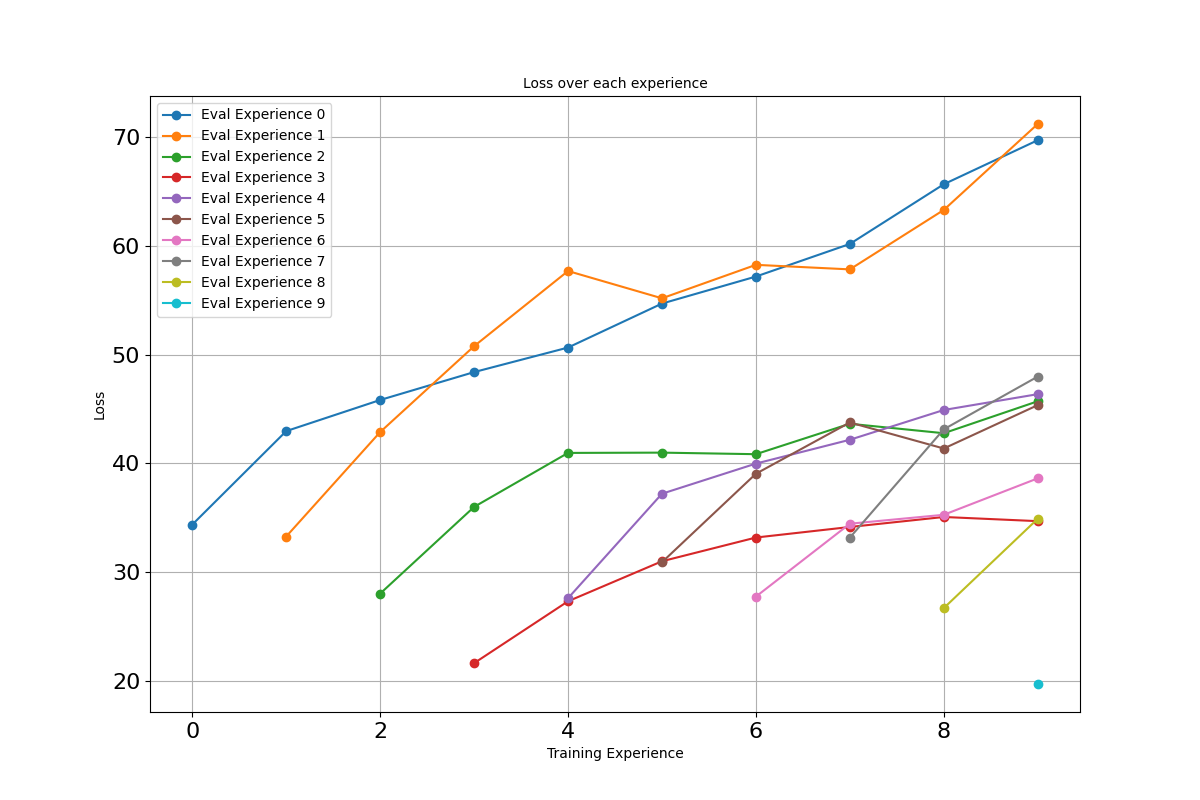 Loss over each experience
Eval Experience 0
Eval Experience 1
Eval Experience 2
Eval Experience 3
Eval Experience 4
Eval Experience 5
Eval Experience 6
Eval Experience 7
Eval Experience 8
Eval Experience 9
70
60
50
40
30
20
Loss
0 2 4 6 8
Training Experience